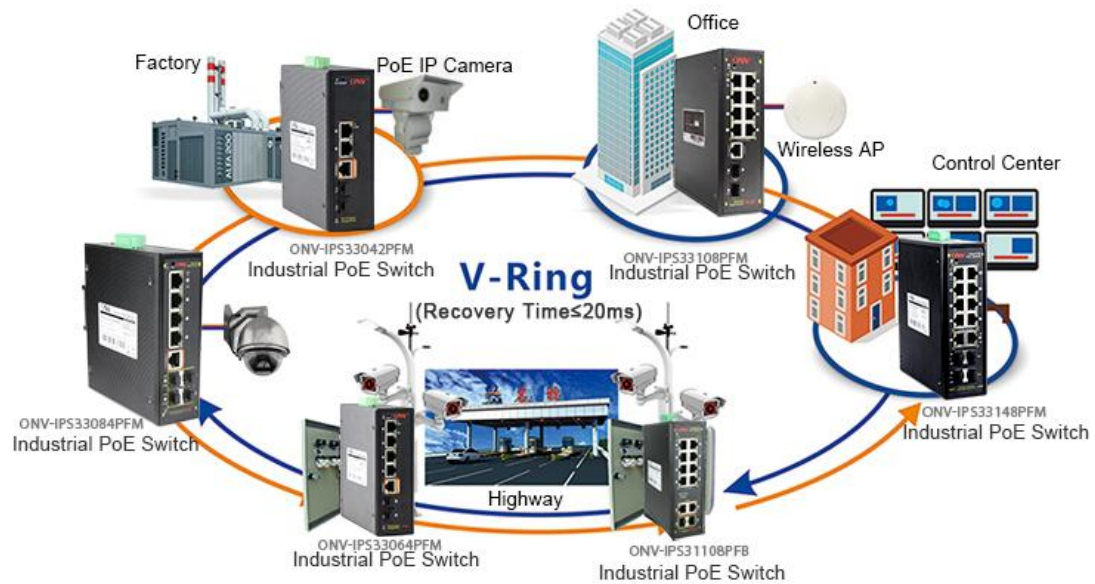 Office
Factory
PoE IP Camera
Wireless AP
Control Center
ALFA 200
ONV-IPS33042PFM
Industrial PoE Switch
ONV-IPS33108PFM
Industrial PoE Switch
V-Ring
(Recovery Time≤20ms)
ONV-IPS33084PFM
Industrial PoE Switch
ONV-IPS33148PFM
Industrial PoE Switch
Highway
ONV-IPS33064PFM
Industrial PoE Switch
ONV-IPS31108PFB
Industrial PoE Switch